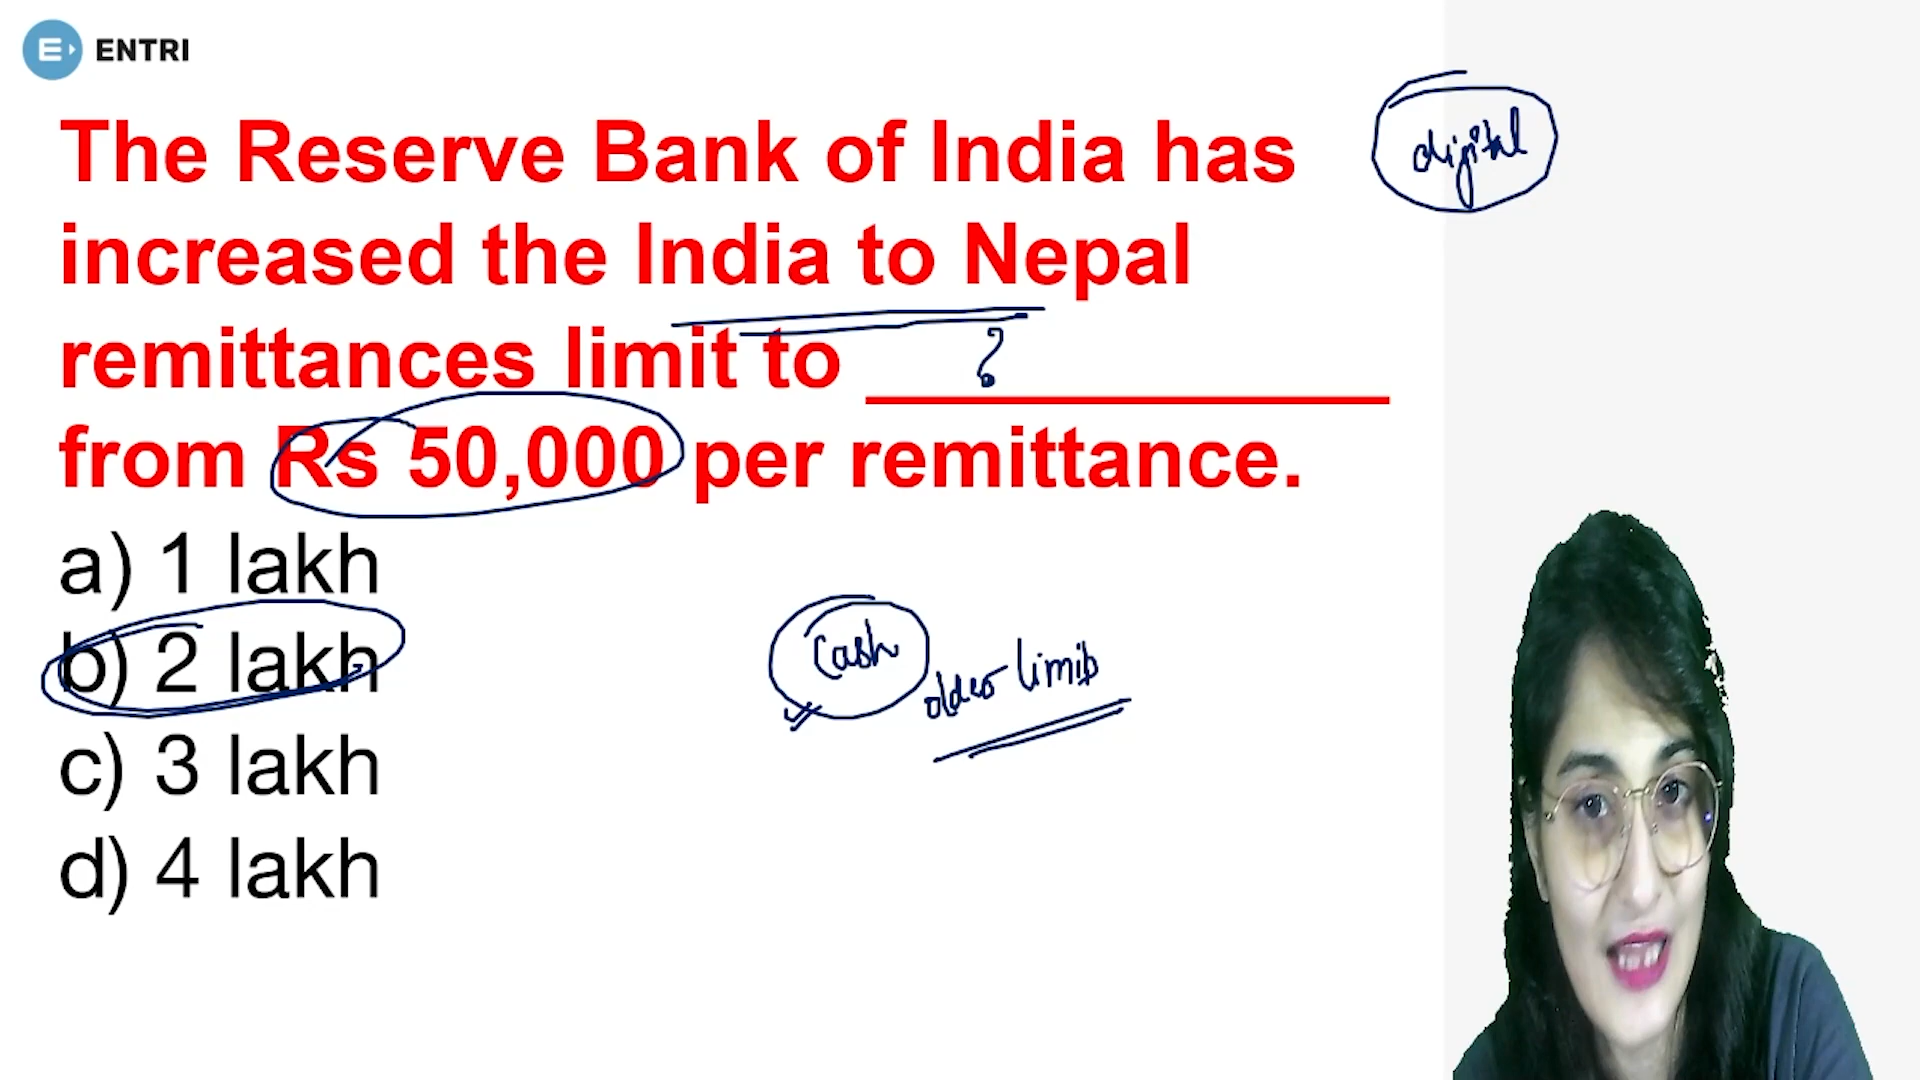 ENTRI
The Reserve Bank of India has
digital
increased the India to Nepal
remittances limit to ?
from Rs 50,000 per remittance.
a) 1 lakh
b) 2 lakh
Cash
older limit
c) 3 lakh
d) 4 lakh